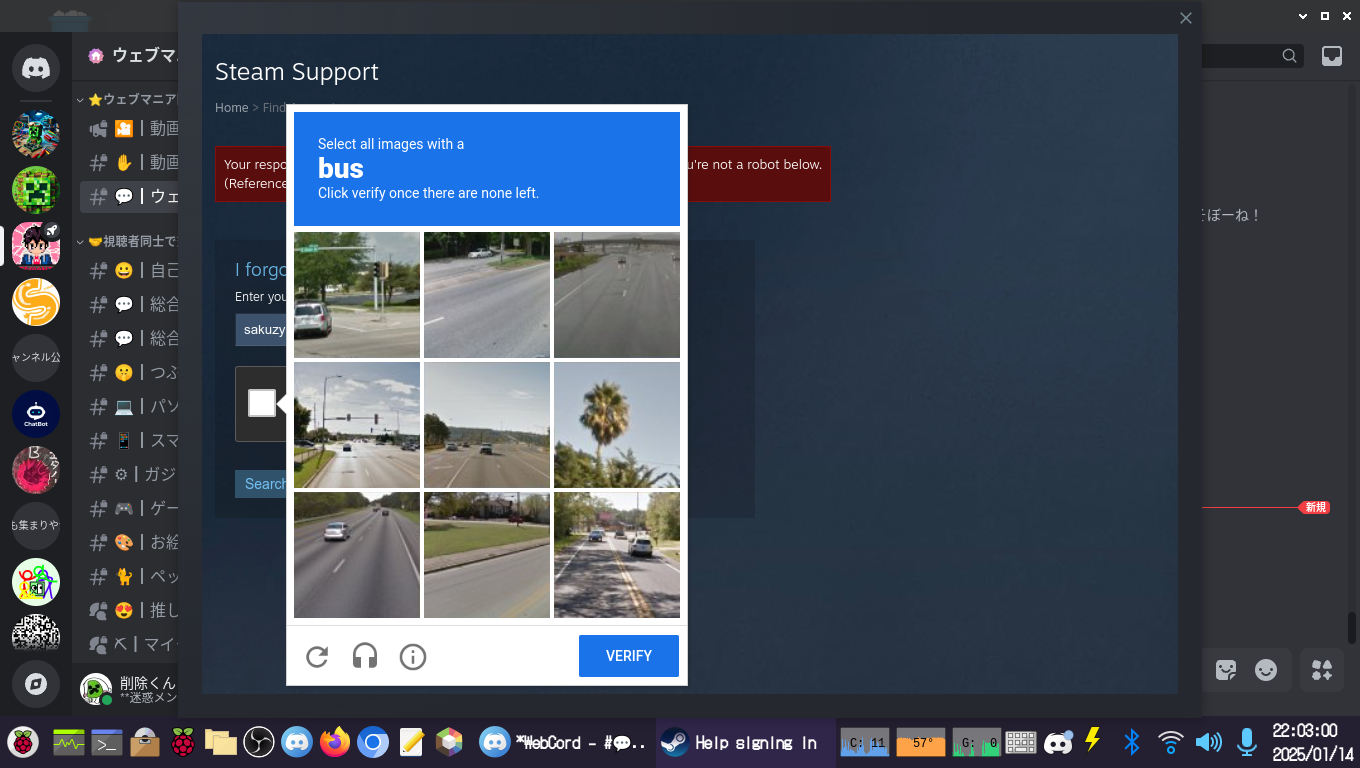 ウェブマ
⭐ウェブマニア
🎦┃動画
✋┃動画
💬┃ウェ
🤝視聴者同士で
😀┃自己
💬┃総合
💬┃総合
🤫┃つぶ
💻┃パソ
📱┃スマ
⚙┃ガジ
🎮┃ゲー
🎨┃お絵
🐈┃ペッ
😍┃推し
⛏┃マイ
ャンネル公
ChatBot
も集まりや
削除くん
**迷惑メン
Steam Support
Home > Find
Your respo
u're not a robot below.
(Reference
I forgo
Enter you
sakuzy
Search
Select all images with a
bus
Click verify once there are none left.
VERIFY
ぼーね！
新規
*WebCord - #💬..
Help signing in
C: 11
57°
G: 0
22:03:00
2025/01/14